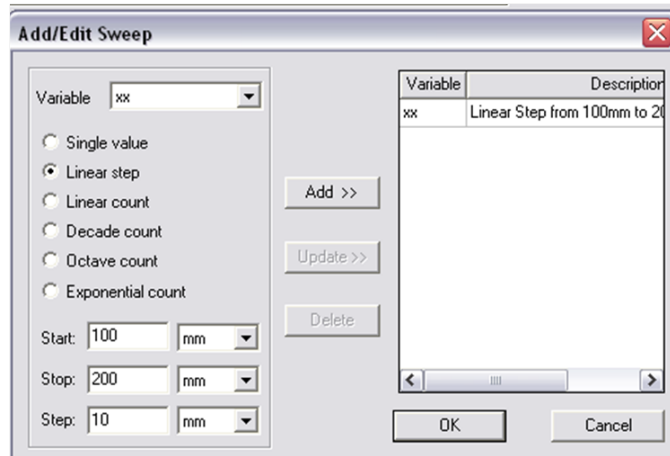 Add/Edit Sweep
Variable xx
Single value
Linear step
Linear count
Decade count
Octave count
Exponential count
Start: 100 mm
Stop: 200 mm
Step: 10 mm
Add >>
Update >>
Delete
Variable Description
xx Linear Step from 100mm to 20
OK Cancel